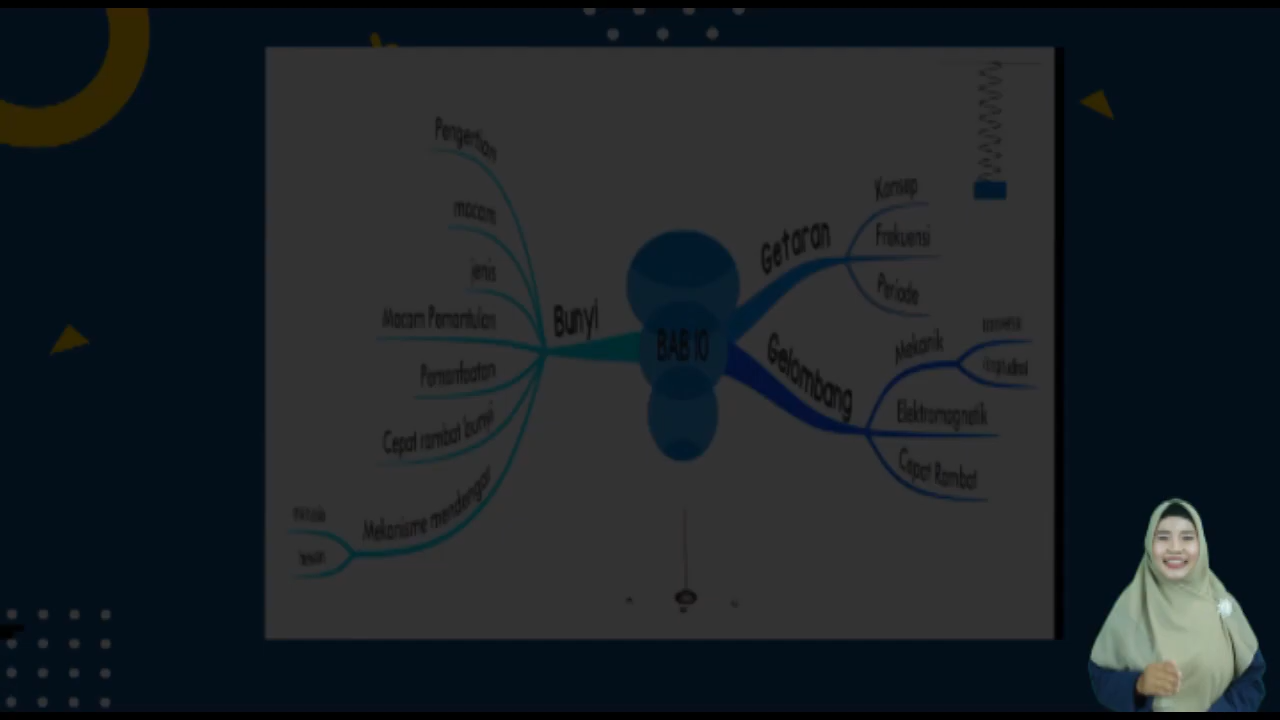 Pengertian
macam
jenis
Macam Pemantulan
Pemanfaatan
Cepat rambat bunyi
Mekanisme mendengar
Bunyi
BAB 10
Getaran
Konsep
Frekuensi
Periode
Gelombang
Mekanik
longitudinal
Elektromagnetik
Cepat Rambat